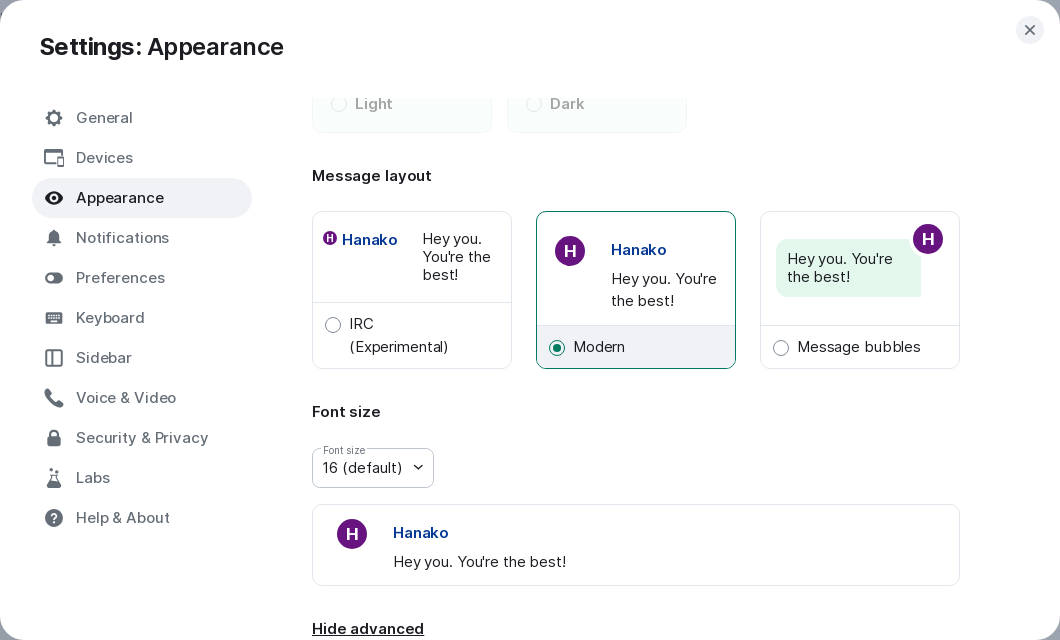 Settings: Appearance
General
Devices
Appearance
Notifications
Preferences
Keyboard
Sidebar
Voice & Video
Security & Privacy
Labs
Help & About
Light
Dark
Message layout
H Hanako
Hey you.
You're the
best!
IRC
(Experimental)
H
Hanako
Hey you. You're
the best!
Modern
H
Hey you. You're
the best!
Message bubbles
Font size
Font size
16 (default)
H
Hanako
Hey you. You're the best!
Hide advanced